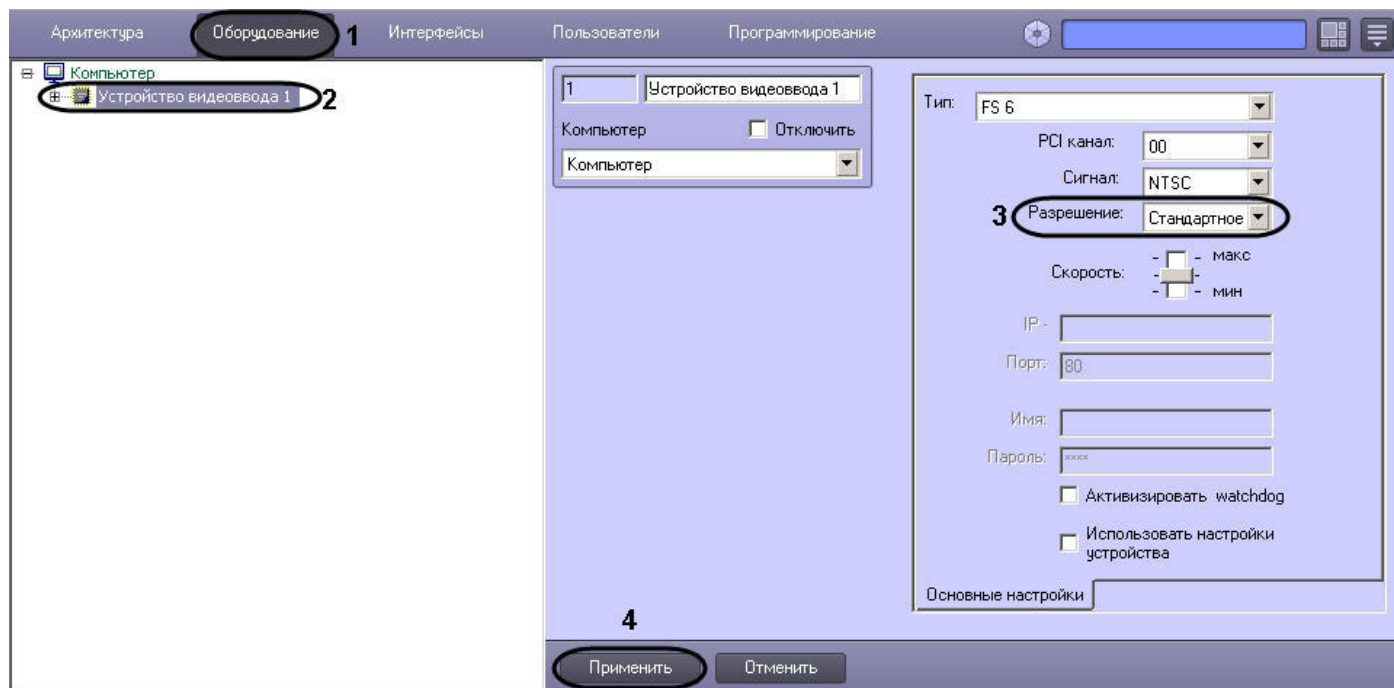 Архитектура Оборудование 1 Интерфейсы Пользователи Программирование
Компьютер
Устройство видеоввода 1 2
1 Устройство видеоввода 1
Компьютер Отключить
Компьютер
Тип: FS 6
PCI канал: 00
Сигнал: NTSC
3 Разрешение: Стандартное
Скорость: - - макс
- -
- - мин
IP -
Порт: 80
Имя:
Пароль: xxxx
Активизировать watchdog
Использовать настройки
устройства
Основные настройки
4
Применить Отменить